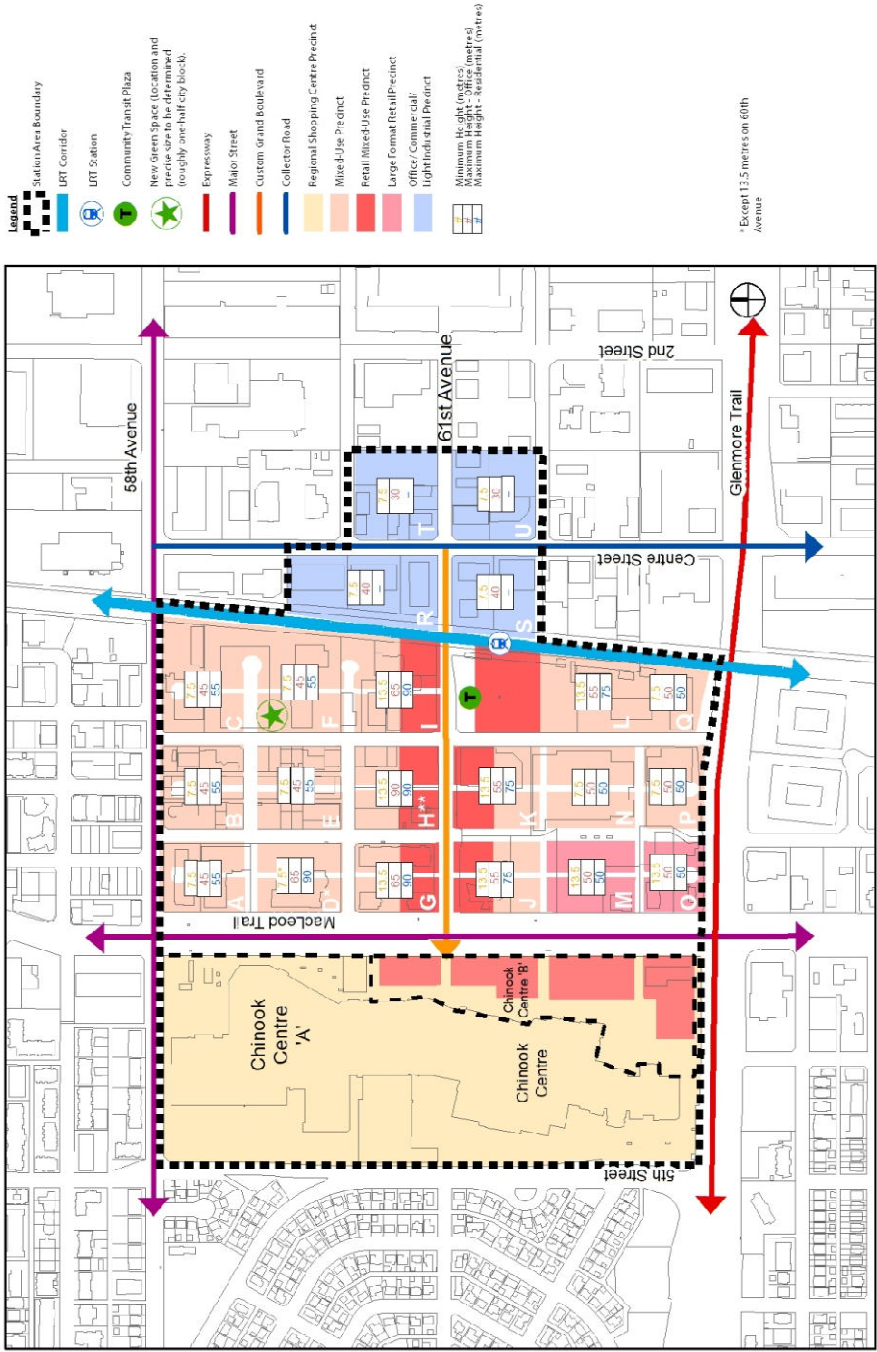 Legend
Station Area Boundary
LRT Corridor
LRT Station
T
Community Transit Plaza
New Green Space (Location and
precise size to be determined
(roughly one-half city block).
Expressway
Major Street
Custom Grand Boulevard
Collector Road
Regional Shopping Centre Precinct
Mixed-Use Precinct
Retail Mixed-Use Precinct
Large Format Retail Precinct
Office/Commercial/
Light Industrial Precinct
#
#
#
Minimum Height (metres)
Maximum Height - Office (metres)
Maximum Height - Residential (metres)
* Except 13.5 metres on 60th
Avenue
58th Avenue
61st Avenue
2nd Street
Centre Street
Glenmore Trail
MacLeod Trail
5th Street
Chinook
Centre
'A'
Chinook
Centre 'B'
Chinook
Centre
7.5
45
55
A
7.5
45
55
B
7.5
45
55
C
7.5*
65
90
D*
7.5
45
55
E
7.5
45
55
F
13.5
65
90
G
13.5
90
90
H**
13.5
65
90
I
13.5
55
75
J
13.5
55
75
K
T
13.5
55
75
L
13.5
50
50
M
7.5
50
50
N
13.5
50
50
O
7.5
50
50
P
7.5
50
50
Q
7.5
40
–
R
7.5
40
–
S
7.5
30
–
T
7.5
30
–
U